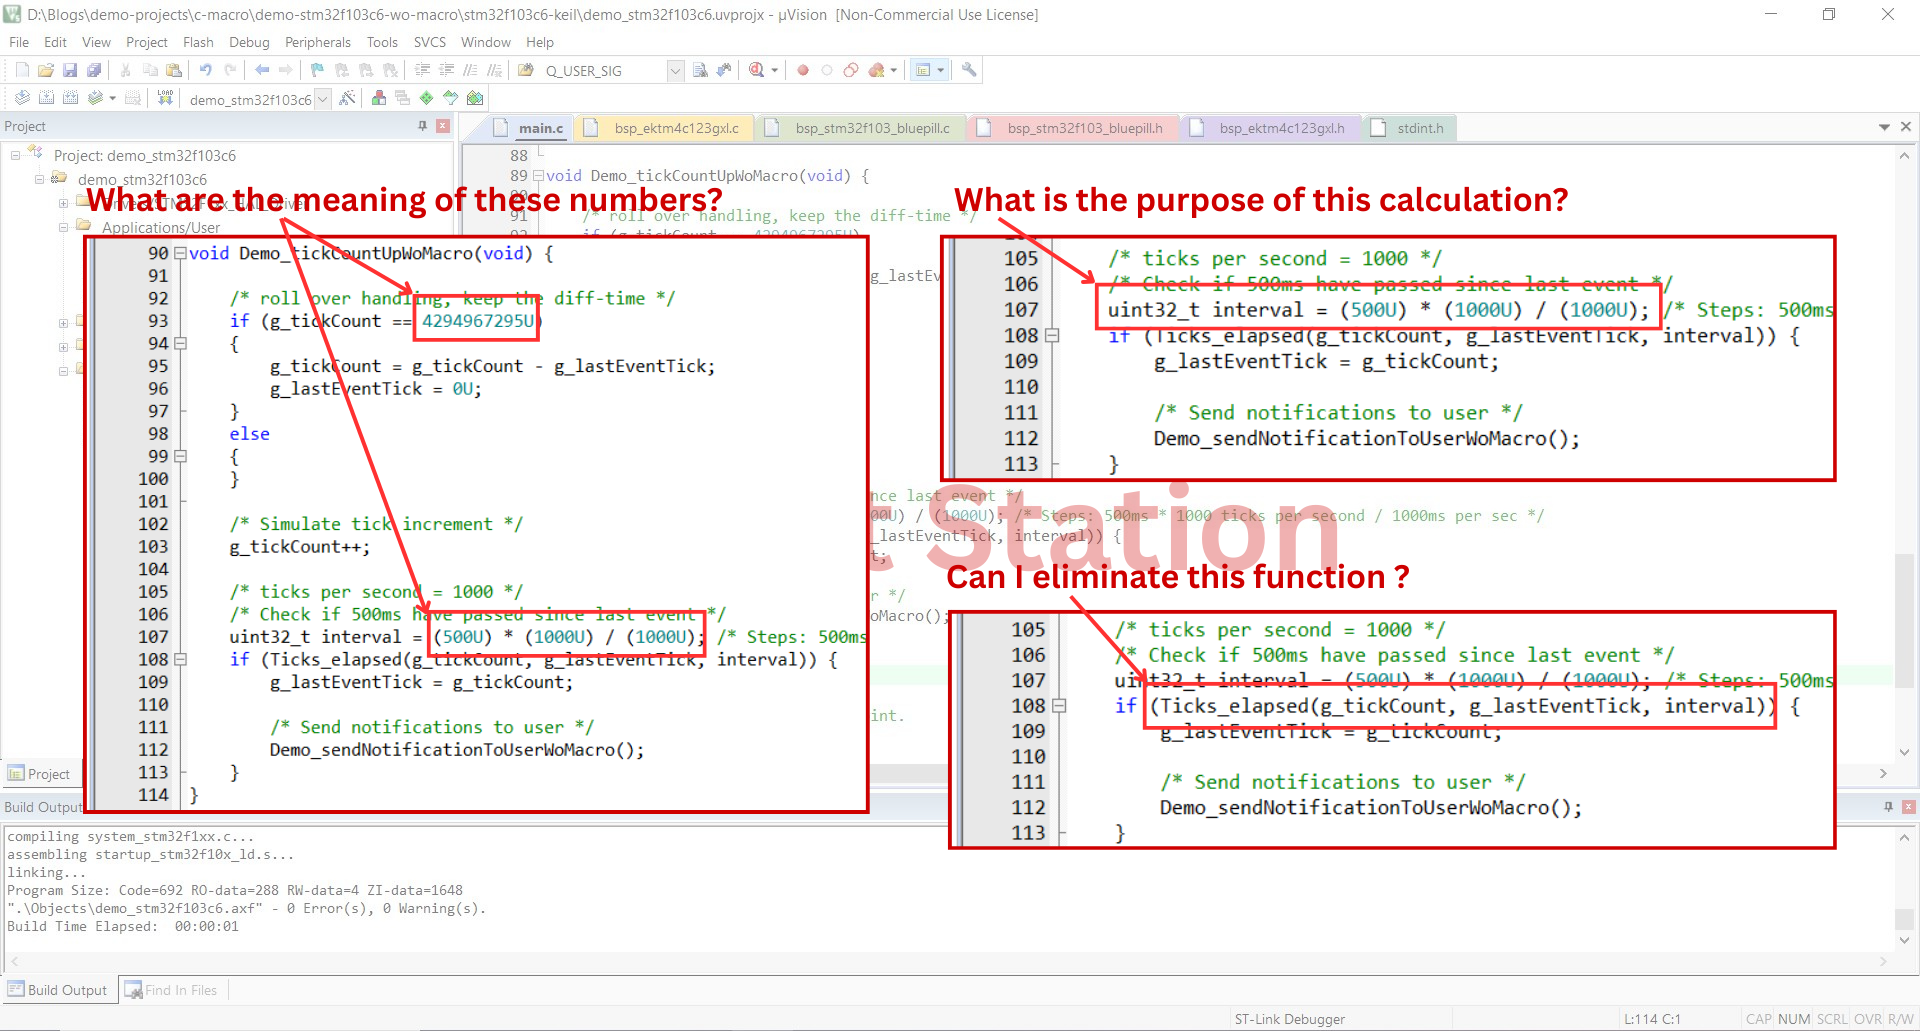 D:\Blogs\demo-projects\c-macro\demo-stm32f103c6-wo-macro\stm32f103c6-keil\demo_stm32f103c6.uvprojx - µVision [Non-Commercial Use License]
File Edit View Project Flash Debug Peripherals Tools SVCS Window Help
Q_USER_SIG
LOAD
demo_stm32f103c6
Project
main.c bsp_ektm4c123gxl.c bsp_stm32f103_bluepill.c bsp_stm32f103_bluepill.h bsp_ektm4c123gxl.h stdint.h
Project: demo_stm32f103c6
demo_stm32f103c6
Applications/User
88
89 void Demo_tickCountUpWoMacro(void) {
91 /* roll over handling, keep the diff-time */
What are the meaning of these numbers?
90 void Demo_tickCountUpWoMacro(void) {
91
92 /* roll over handling, keep the diff-time */
93 if (g_tickCount == 4294967295U)
94 {
95 g_tickCount = g_tickCount - g_lastEventTick;
96 g_lastEventTick = 0U;
97 }
98 else
99 {
100 }
101
102 /* Simulate tick increment */
103 g_tickCount++;
104
105 /* ticks per second = 1000 */
106 /* Check if 500ms have passed since last event */
107 uint32_t interval = (500U) * (1000U) / (1000U); /* Steps: 500ms
108 if (Ticks_elapsed(g_tickCount, g_lastEventTick, interval)) {
109 g_lastEventTick = g_tickCount;
110
111 /* Send notifications to user */
112 Demo_sendNotificationToUserWoMacro();
113 }
114 }
What is the purpose of this calculation?
105 /* ticks per second = 1000 */
106 /* Check if 500ms have passed since last event */
107 uint32_t interval = (500U) * (1000U) / (1000U); /* Steps: 500ms
108 if (Ticks_elapsed(g_tickCount, g_lastEventTick, interval)) {
109 g_lastEventTick = g_tickCount;
110
111 /* Send notifications to user */
112 Demo_sendNotificationToUserWoMacro();
113 }
g_lastEv
nce last event */
00U) / (1000U); /* Steps: 500ms * 1000 ticks per second / 1000ms per sec */
_lastEventTick, interval)) {
t;
r */
oMacro();
int.
t Station
Can I eliminate this function ?
105 /* ticks per second = 1000 */
106 /* Check if 500ms have passed since last event */
107 uint32_t interval = (500U) * (1000U) / (1000U); /* Steps: 500ms
108 if (Ticks_elapsed(g_tickCount, g_lastEventTick, interval)) {
109 g_lastEventTick = g_tickCount;
110
111 /* Send notifications to user */
112 Demo_sendNotificationToUserWoMacro();
113 }
Project
Build Output
compiling system_stm32f1xx.c...
assembling startup_stm32f10x_ld.s...
linking...
Program Size: Code=692 RO-data=288 RW-data=4 ZI-data=1648
".\Objects\demo_stm32f103c6.axf" - 0 Error(s), 0 Warning(s).
Build Time Elapsed: 00:00:01
Build Output Find In Files
ST-Link Debugger L:114 C:1 CAP NUM SCRL OVR R/W